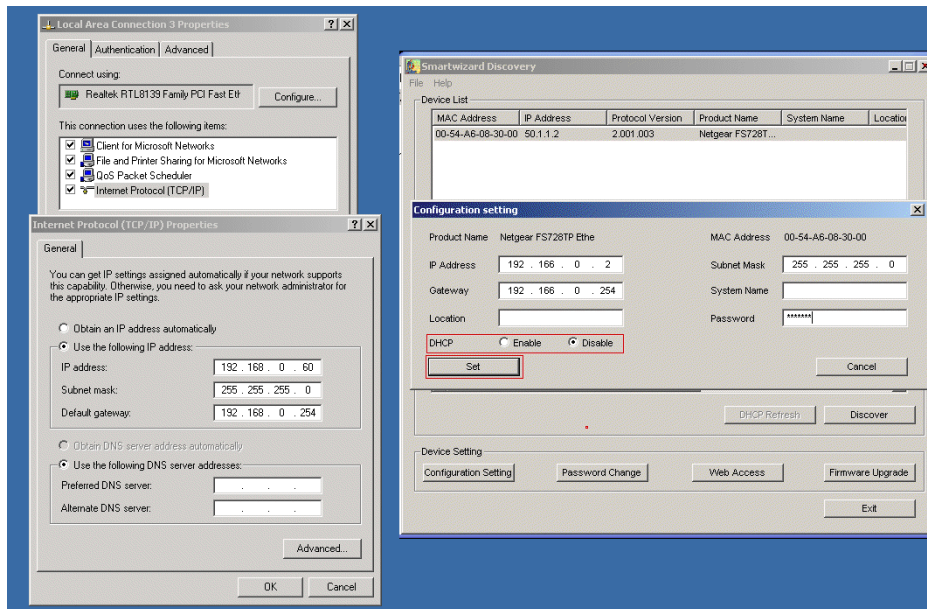 Local Area Connection 3 Properties
General Authentication Advanced
Connect using:
Realtek RTL8139 Family PCI Fast Eth
Configure...
This connection uses the following items:
Client for Microsoft Networks
File and Printer Sharing for Microsoft Networks
QoS Packet Scheduler
Internet Protocol (TCP/IP)
Internet Protocol (TCP/IP) Properties
General
You can get IP settings assigned automatically if your network supports
this capability. Otherwise, you need to ask your network administrator for
the appropriate IP settings.
Obtain an IP address automatically
Use the following IP address:
IP address: 192 . 168 . 0 . 60
Subnet mask: 255 . 255 . 255 . 0
Default gateway: 192 . 168 . 0 . 254
Obtain DNS server address automatically
Use the following DNS server addresses:
Preferred DNS server: . . .
Alternate DNS server: . . .
Advanced...
OK Cancel
Smartwizard Discovery
File Help
Device List
MAC Address IP Address Protocol Version Product Name System Name Location
00-54-A6-08-30-00 50.1.1.2 2.001.003 Netgear FS728T...
Configuration setting
Product Name Netgear FS728TP Ethe MAC Address 00-54-A6-08-30-00
IP Address 192 . 166 . 0 . 2 Subnet Mask 255 . 255 . 255 . 0
Gateway 192 . 166 . 0 . 254 System Name
Location Password *******
DHCP Enable Disable
Set Cancel
DHCP Refresh Discover
Device Setting
Configuration Setting Password Change Web Access Firmware Upgrade
Exit